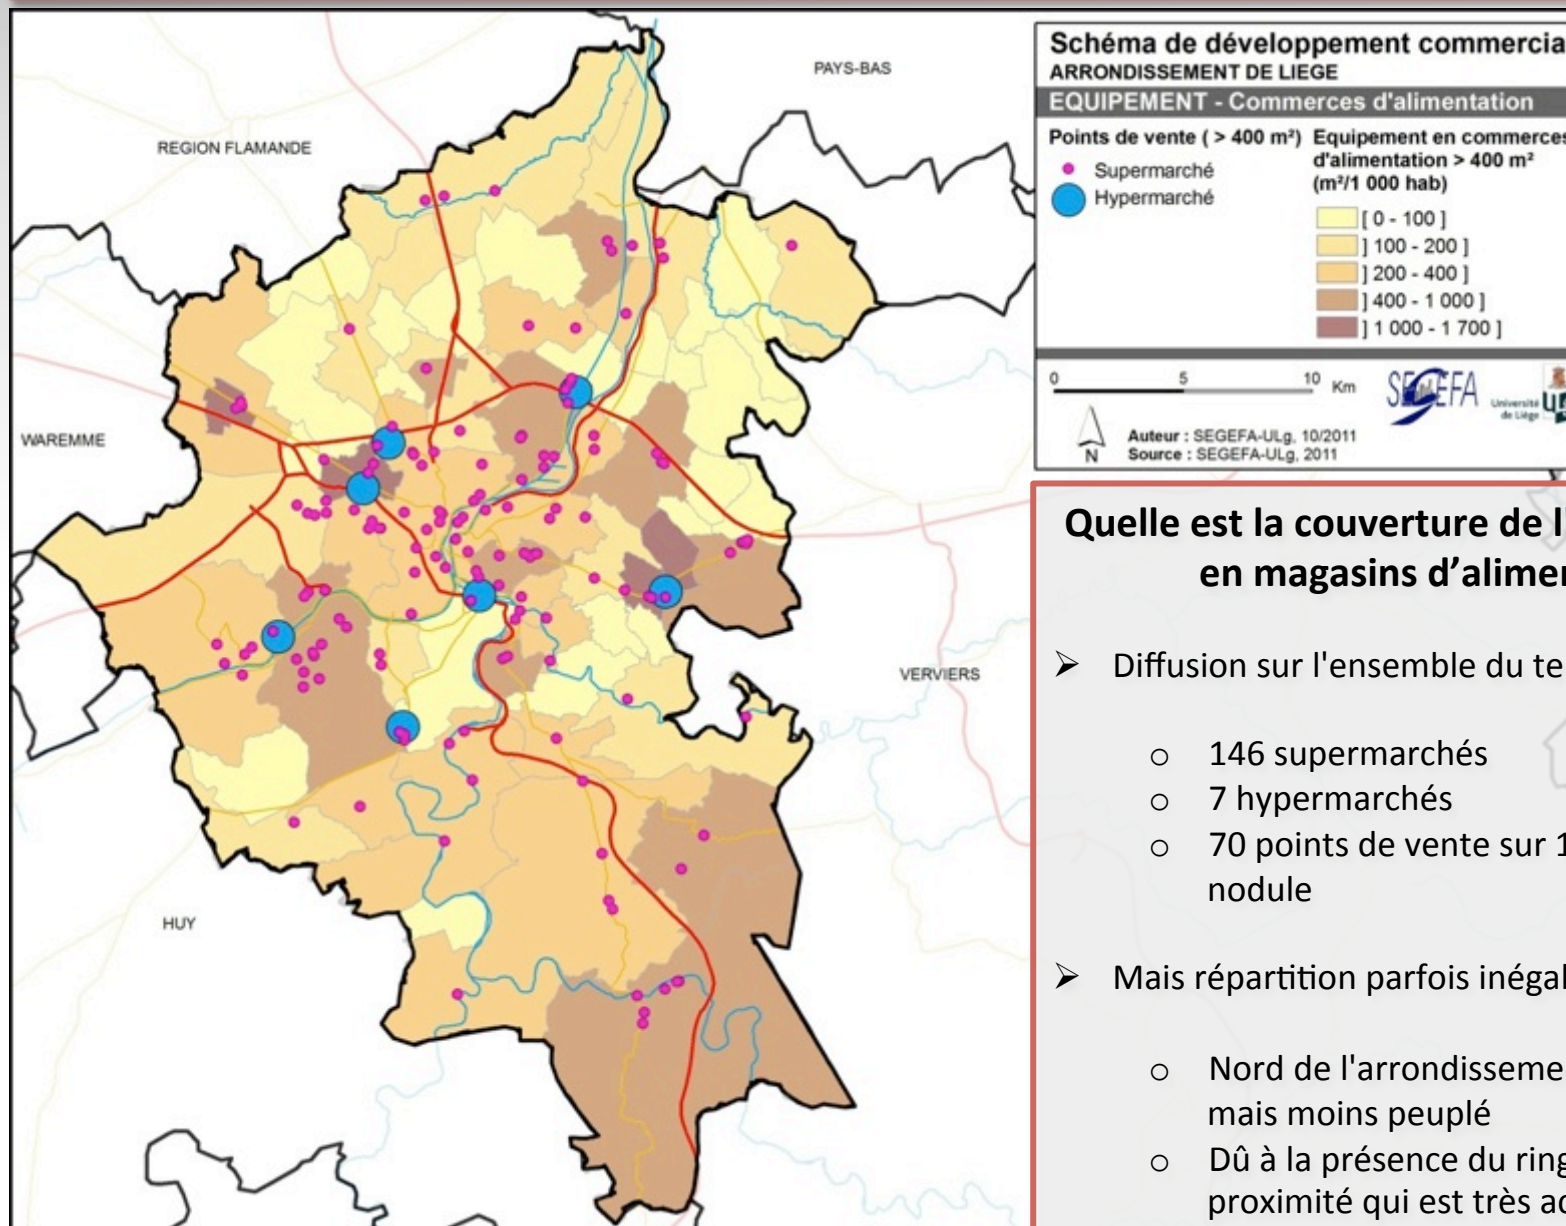 PAYS-BAS
REGION FLAMANDE
WAREMME
VERVIERS
HUY
Schéma de développement commercia
ARRONDISSEMENT DE LIEGE
EQUIPEMENT - Commerces d'alimentation
Points de vente ( > 400 m²)
Supermarché
Hypermarché
Equipement en commerces
d'alimentation > 400 m²
(m²/1 000 hab)
[ 0 - 100 ]
] 100 - 200 ]
] 200 - 400 ]
] 400 - 1 000 ]
] 1 000 - 1 700 ]
0 5 10 Km
SEGEFA
Université
de Liège
N
Auteur : SEGEFA-ULg, 10/2011
Source : SEGEFA-ULg, 2011
Quelle est la couverture de l'
en magasins d’alimen
➢ Diffusion sur l'ensemble du te
o 146 supermarchés
o 7 hypermarchés
o 70 points de vente sur 1
nodule
➢ Mais répartition parfois inégal
o Nord de l'arrondisseme
mais moins peuplé
o Dû à la présence du ring
proximité qui est très ac